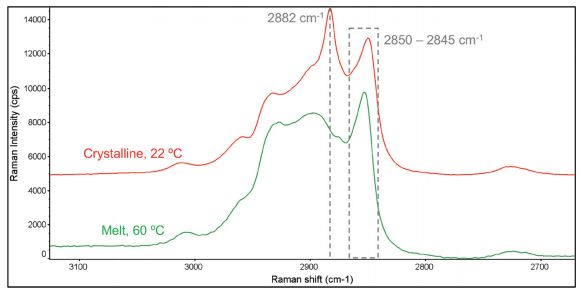 2882 cm-1
2850 – 2845 cm-1
14000
12000
10000
8000
6000
4000
2000
0
Raman Intensity (cps)
Crystalline, 22 ºC
Melt, 60 ºC
3100
3000
2900
2800
2700
Raman shift (cm-1)